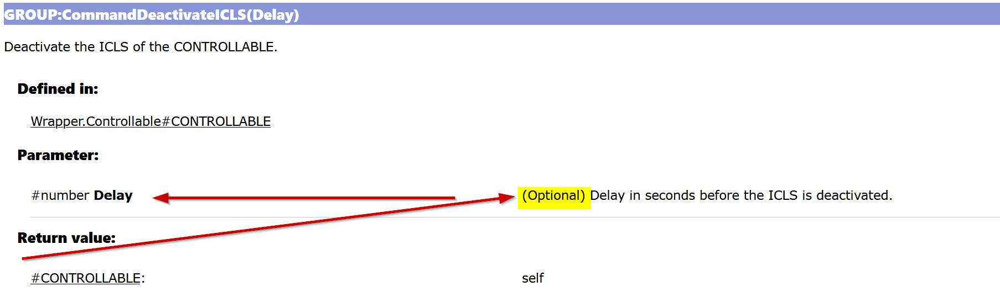 GROUP:CommandDeactivateICLS(Delay)
Deactivate the ICLS of the CONTROLLABLE.
Defined in:
Wrapper.Controllable#CONTROLLABLE
Parameter:
#number Delay (Optional) Delay in seconds before the ICLS is deactivated.
Return value:
#CONTROLLABLE: self